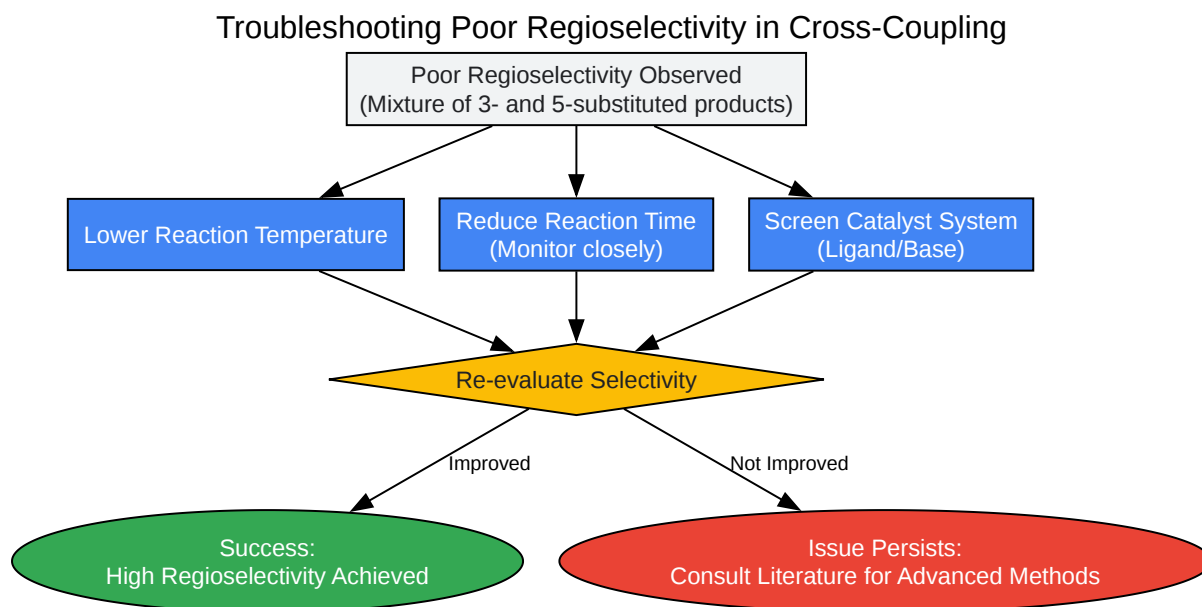 Troubleshooting Poor Regioselectivity in Cross-Coupling
Poor Regioselectivity Observed
(Mixture of 3- and 5-substituted products)
Lower Reaction Temperature
Reduce Reaction Time
(Monitor closely)
Screen Catalyst System
(Ligand/Base)
Re-evaluate Selectivity
Improved
Not Improved
Success:
High Regioselectivity Achieved
Issue Persists:
Consult Literature for Advanced Methods